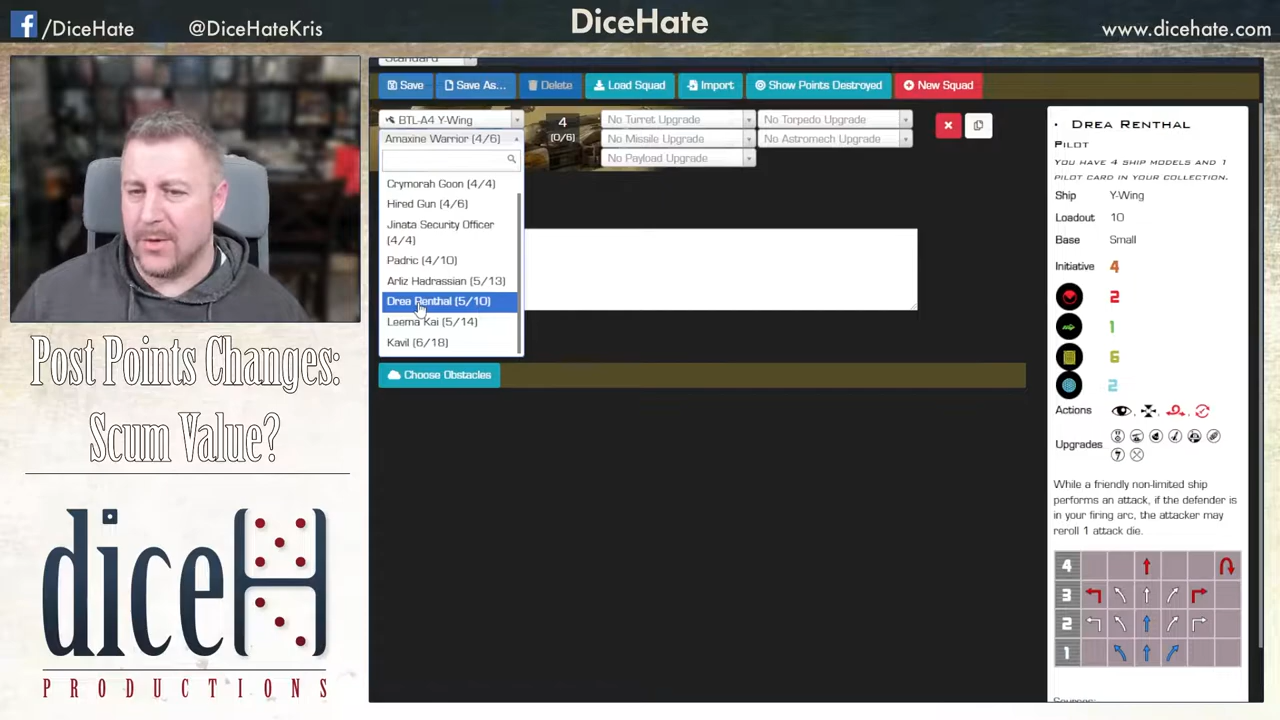 /DiceHate
@DiceHateKris
DiceHate
www.dicehate.com
Standard
Save
Save As...
Delete
Load Squad
Import
Show Points Destroyed
New Squad
BTL-A4 Y-Wing
Amaxine Warrior (4/6)
4
(0/6)
No Turret Upgrade
No Torpedo Upgrade
No Missile Upgrade
No Astromech Upgrade
No Payload Upgrade
Crymorah Goon (4/4)
Hired Gun (4/6)
Jinata Security Officer
(4/4)
Padric (4/10)
Arliz Hadrassian (5/13)
Drea Renthal (5/10)
Leema Kai (5/14)
Kavil (6/18)
Choose Obstacles
• Drea Renthal
Pilot
You have 4 ship models and 1
pilot card in your collection.
Ship Y-Wing
Loadout 10
Base Small
Initiative 4
2
1
6
2
Actions
Upgrades
While a friendly non-limited ship
performs an attack, if the defender is
in your firing arc, the attacker may
reroll 1 attack die.
4
3
2
1
Sources:
Post Points Changes:
Scum Value?
diceH
PRODUCTIONS